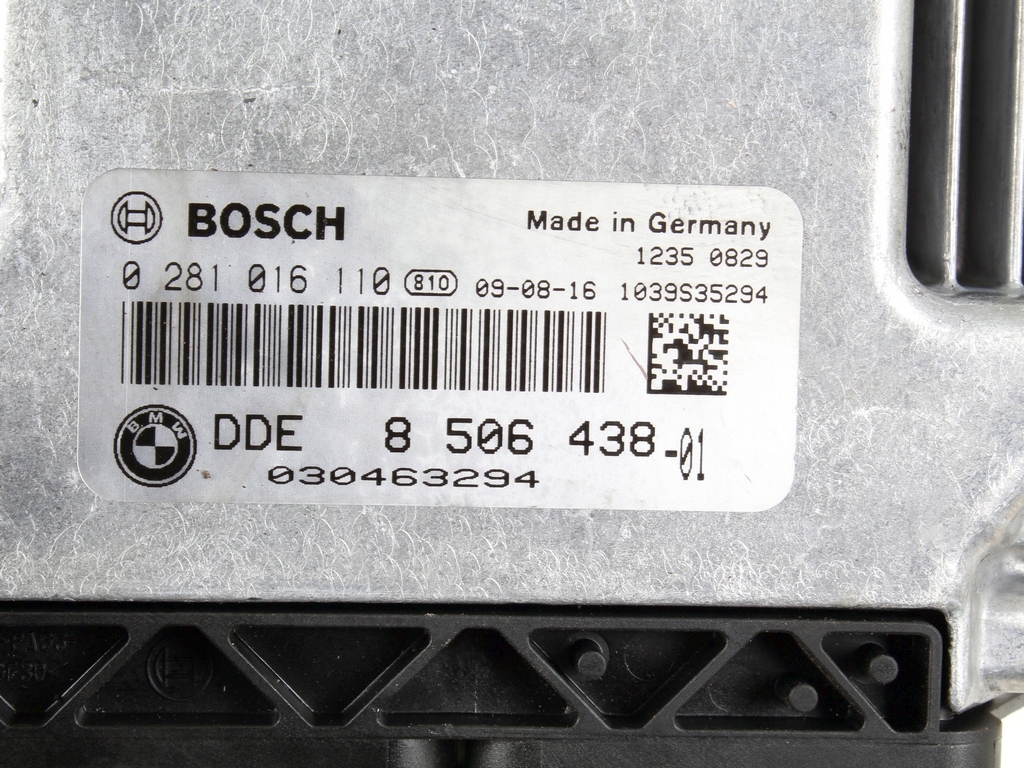 BOSCH
Made in Germany
1235 0829
0 281 016 110 810 09-08-16 1039S35294
BMW
DDE 8 506 438-01
030463294